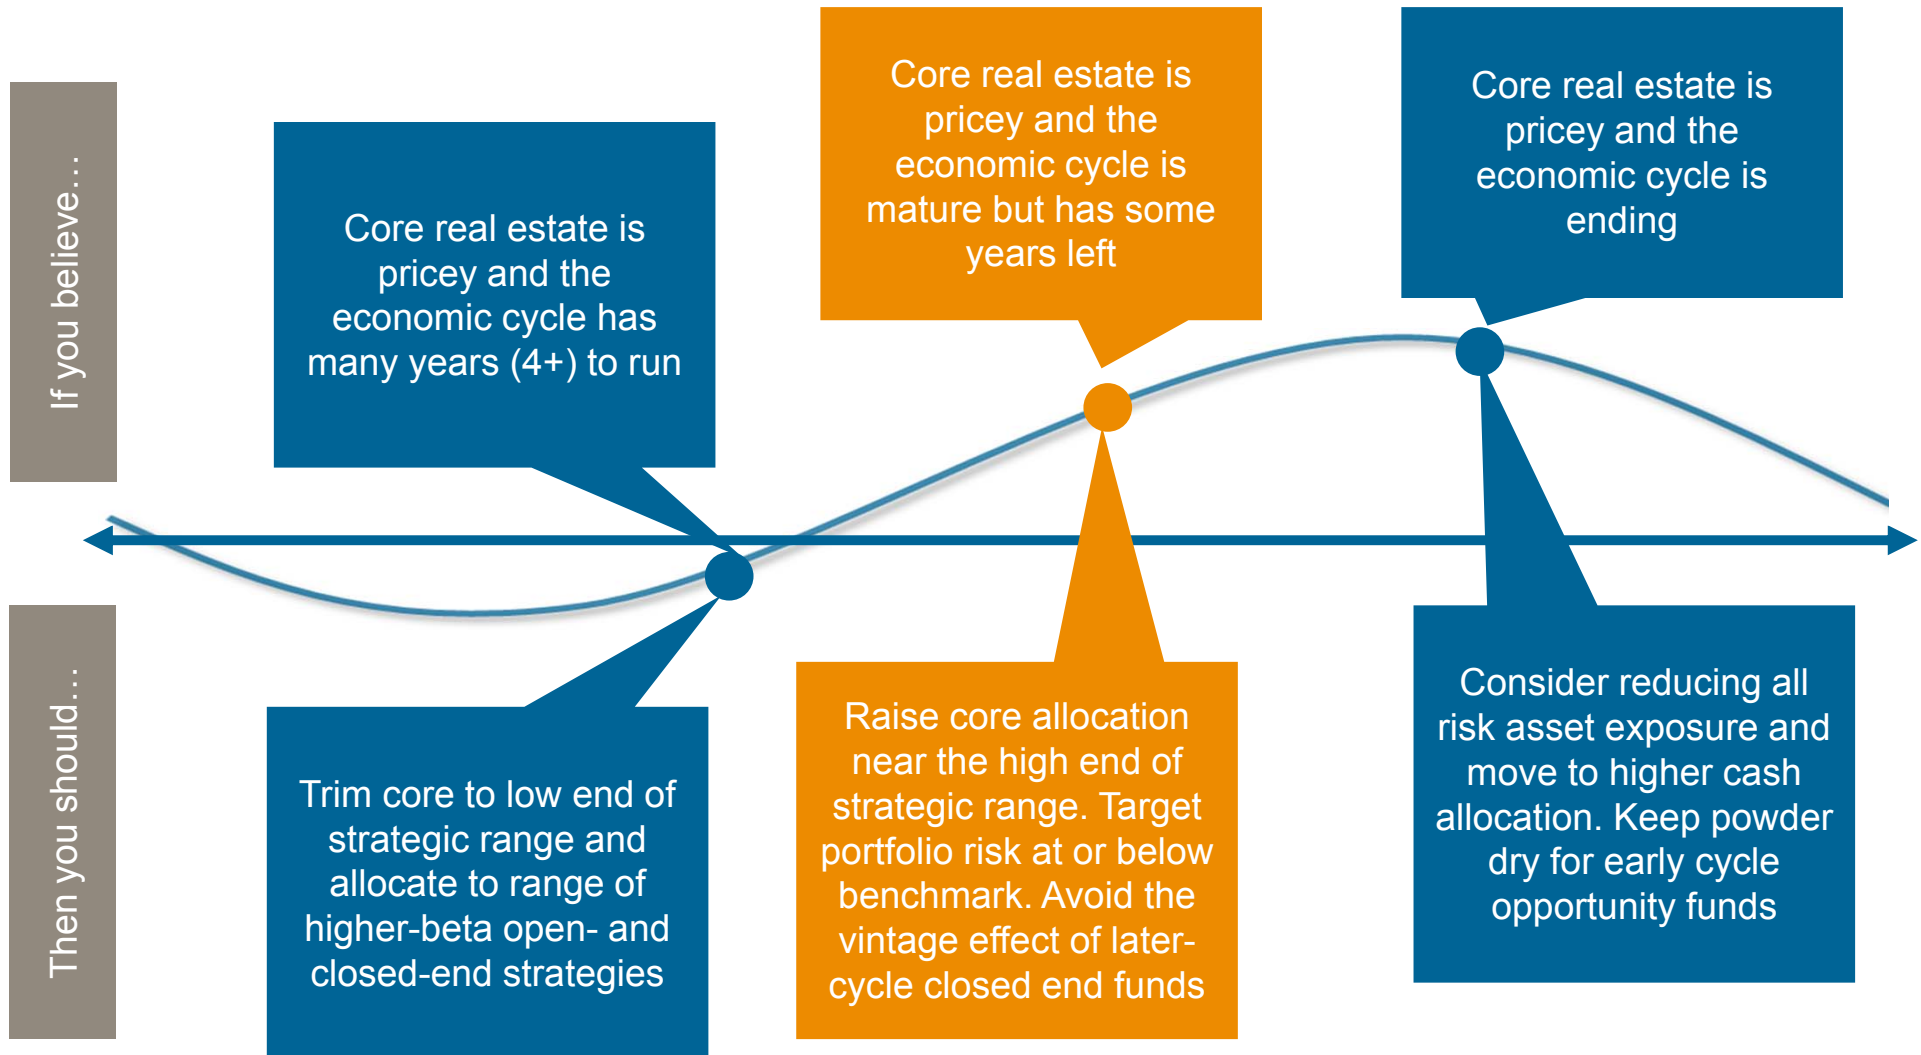 If you believe…
Core real estate is
pricey and the
economic cycle has
many years (4+) to run
Core real estate is
pricey and the
economic cycle is
mature but has some
years left
Core real estate is
pricey and the
economic cycle is
ending
Then you should…
Trim core to low end of
strategic range and
allocate to range of
higher-beta open- and
closed-end strategies
Raise core allocation
near the high end of
strategic range. Target
portfolio risk at or below
benchmark. Avoid the
vintage effect of later-
cycle closed end funds
Consider reducing all
risk asset exposure and
move to higher cash
allocation. Keep powder
dry for early cycle
opportunity funds